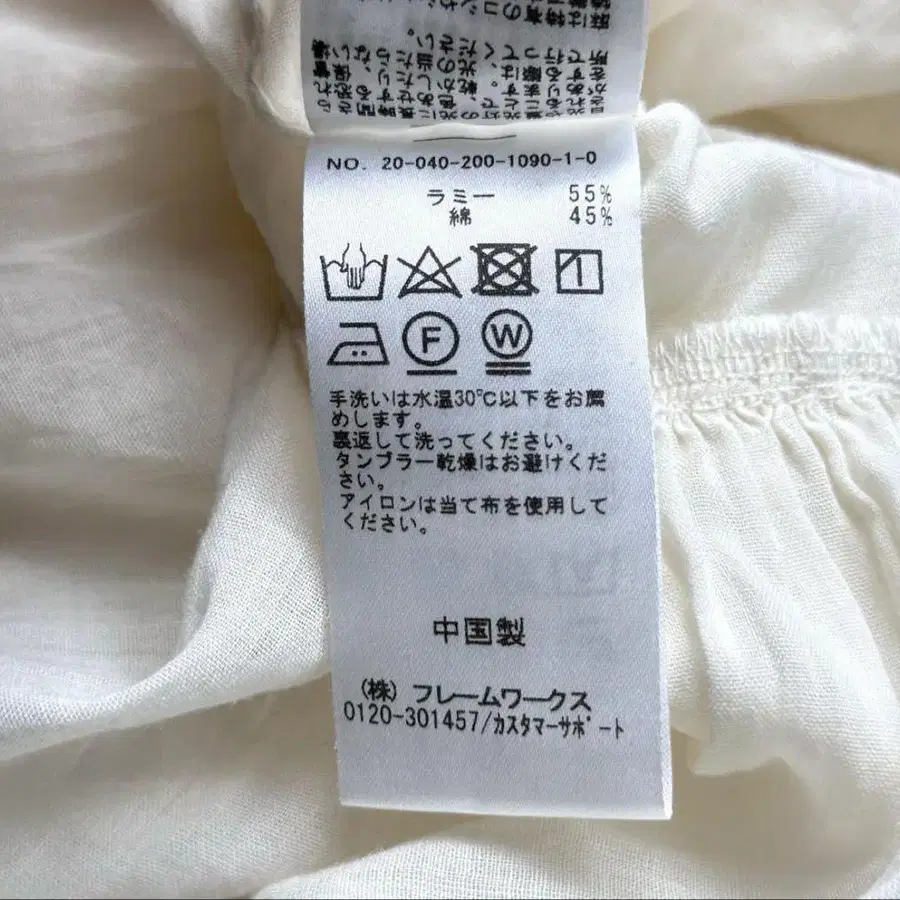 NO. 20-040-200-1090-1-0
ラミー 55%
綿 45%
F W
手洗いは水温30℃以下をお薦
めします。
裏返して洗ってください。
タンブラー乾燥はお避けくだ
さい。
アイロンは当て布を使用して
ください。
中国製
(株) フレームワークス
0120-301457/カスタマーサポート